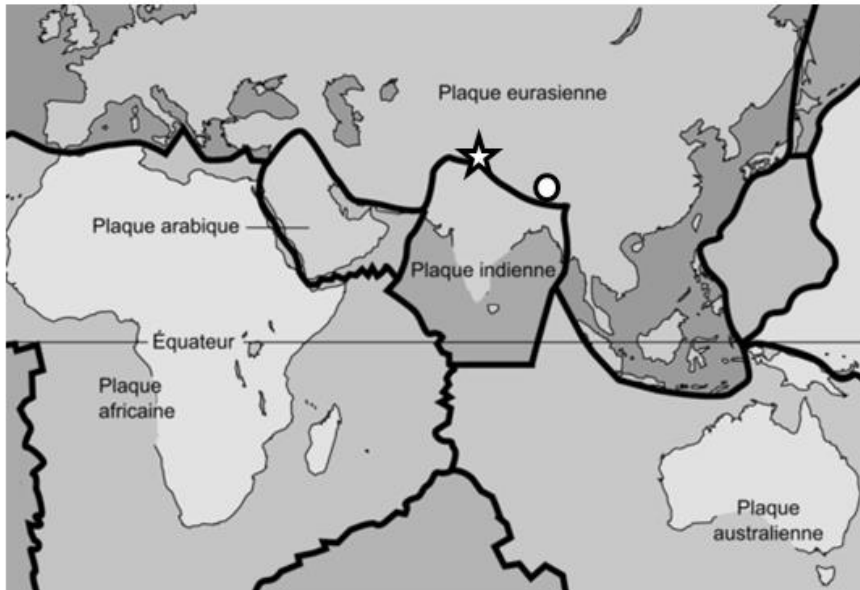 Plaque eurasienne
Plaque arabique
Plaque indienne
Équateur
Plaque
africaine
Plaque
australienne